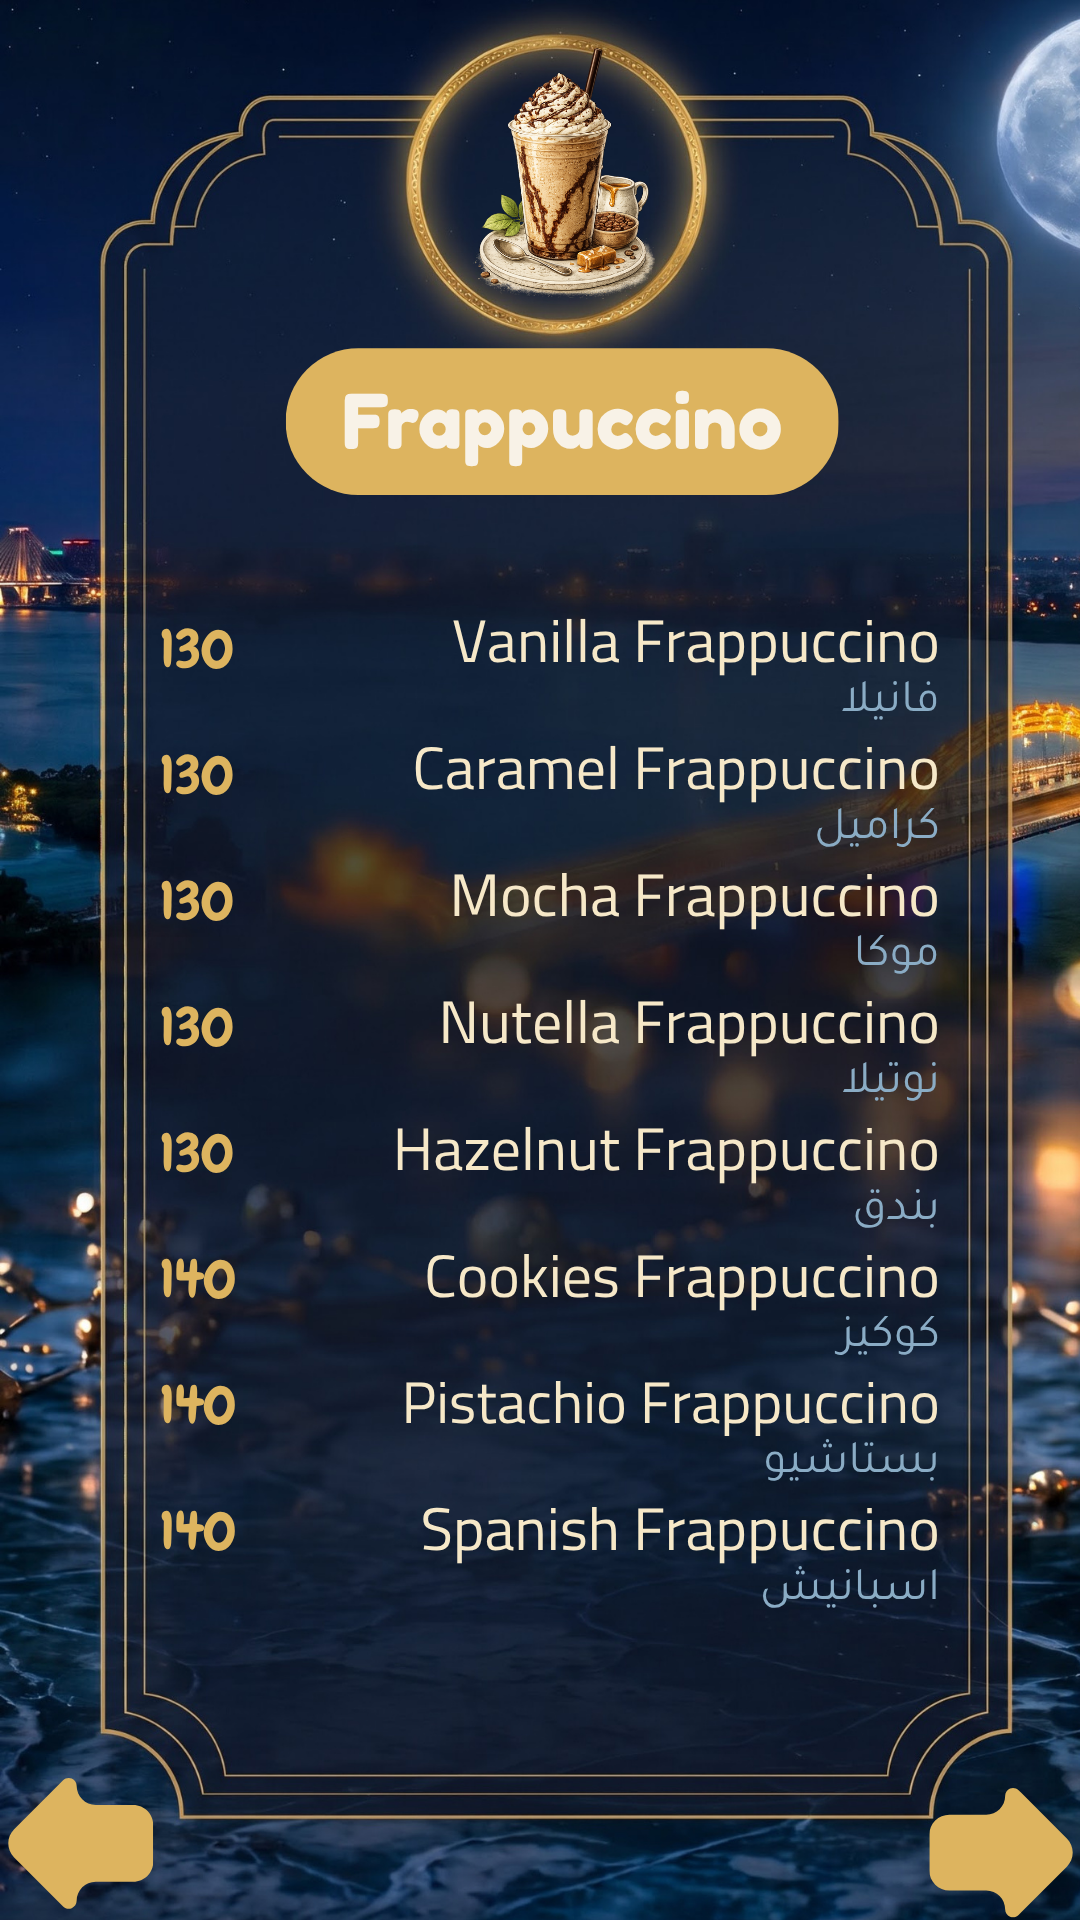 Frappuccino
130 Vanilla Frappuccino
فانيلا
130 Caramel Frappuccino
كراميل
130 Mocha Frappuccino
موكا
130 Nutella Frappuccino
نوتيلا
130 Hazelnut Frappuccino
بندق
140 Cookies Frappuccino
كوكيز
140 Pistachio Frappuccino
بستاشيو
140 Spanish Frappuccino
اسبانيش